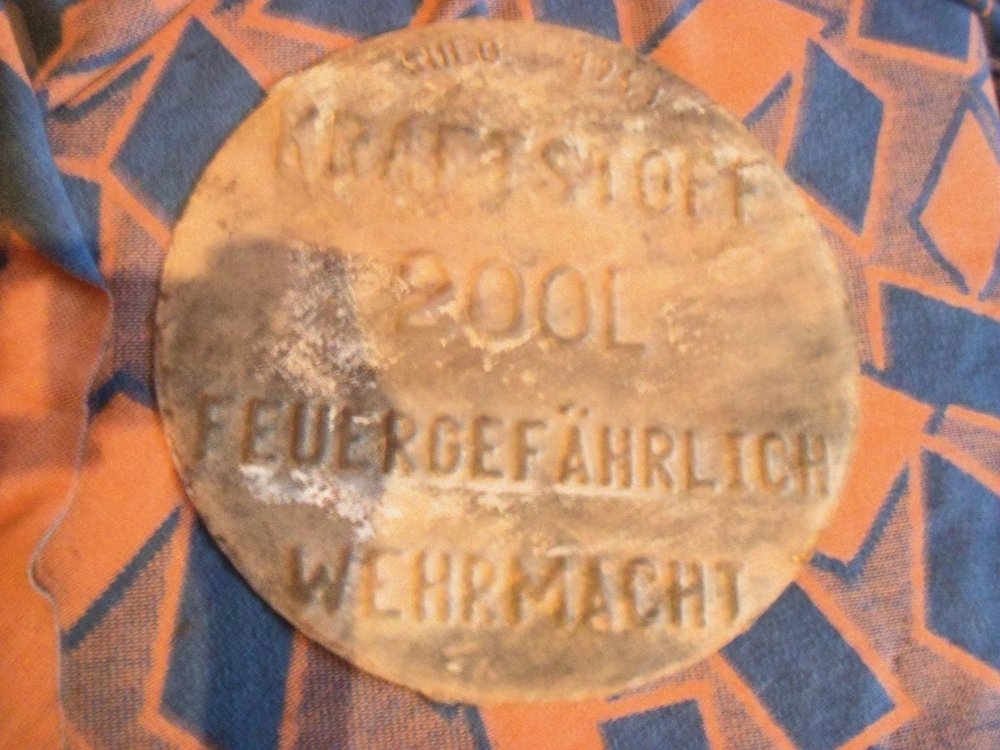 KRAFTSTOFF
200L
FEUERGEFÄHRLICH
WEHRMACHT